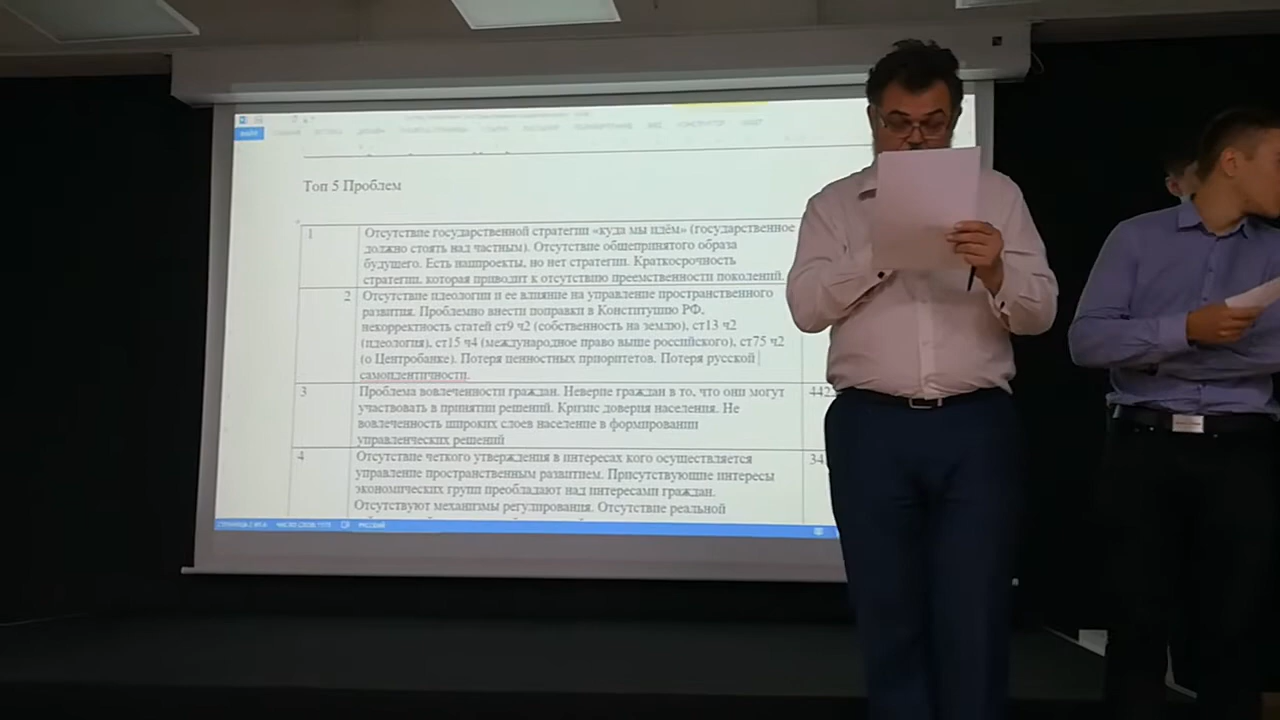 Топ 5 Проблем
1
Отсутствие государственной стратегии «куда мы идём» (государственное
должно стоять над частным). Отсутствие общепринятого образа
будущего. Есть нацпроекты, но нет стратегии. Краткосрочность
стратегии, которая приводит к отсутствию преемственности поколений.
2
Отсутствие идеологии и ее влияние на управление пространственного
развития. Проблемно внести поправки в Конституцию РФ,
некорректность статей ст9 ч2 (собственность на землю), ст13 ч2
(идеология), ст15 ч4 (международное право выше российского), ст75 ч2
(о Центробанке). Потеря ценностных приоритетов. Потеря русской
самоидентичности.
3
Проблема вовлеченности граждан. Неверие граждан в то, что они могут
участвовать в принятии решений. Кризис доверия населения. Не
вовлеченность широких слоев население в формировании
управленческих решений
442
4
Отсутствие четкого утверждения в интересах кого осуществляется
управление пространственным развитием. Присутствующие интересы
экономических групп преобладают над интересами граждан.
Отсутствуют механизмы регулирования. Отсутствие реальной
34
РУССКИЙ